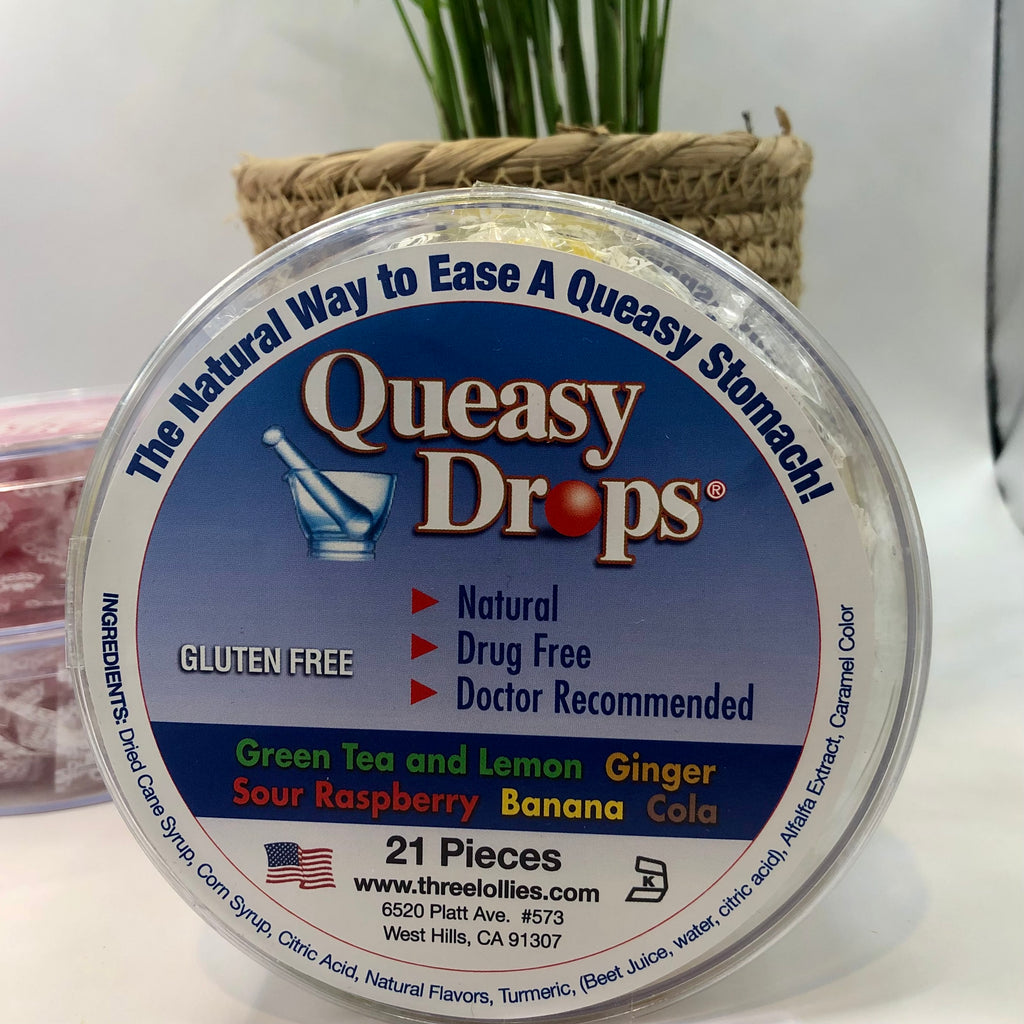 The Natural Way to Ease A Queasy Stomach!
Queasy
Drops®
Natural
Drug Free
Doctor Recommended
GLUTEN FREE
Green Tea and Lemon Ginger
Sour Raspberry Banana Cola
21 Pieces
www.threelollies.com
6520 Platt Ave. #573
West Hills, CA 91307
K
INGREDIENTS: Dried Cane Syrup, Corn Syrup, Citric Acid, Natural Flavors, Turmeric, (Beet Juice, water, citric acid), Alfalfa Extract, Caramel Color